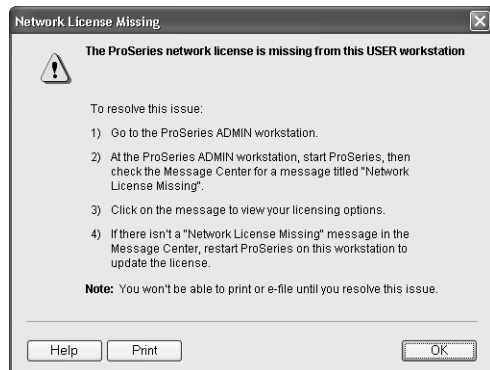 Network License Missing
The ProSeries network license is missing from this USER workstation
To resolve this issue:
1) Go to the ProSeries ADMIN workstation.
2) At the ProSeries ADMIN workstation, start ProSeries, then
check the Message Center for a message titled "Network
License Missing".
3) Click on the message to view your licensing options.
4) If there isn't a "Network License Missing" message in the
Message Center, restart ProSeries on this workstation to
update the license.
Note: You won't be able to print or e-file until you resolve this issue.
Help Print OK